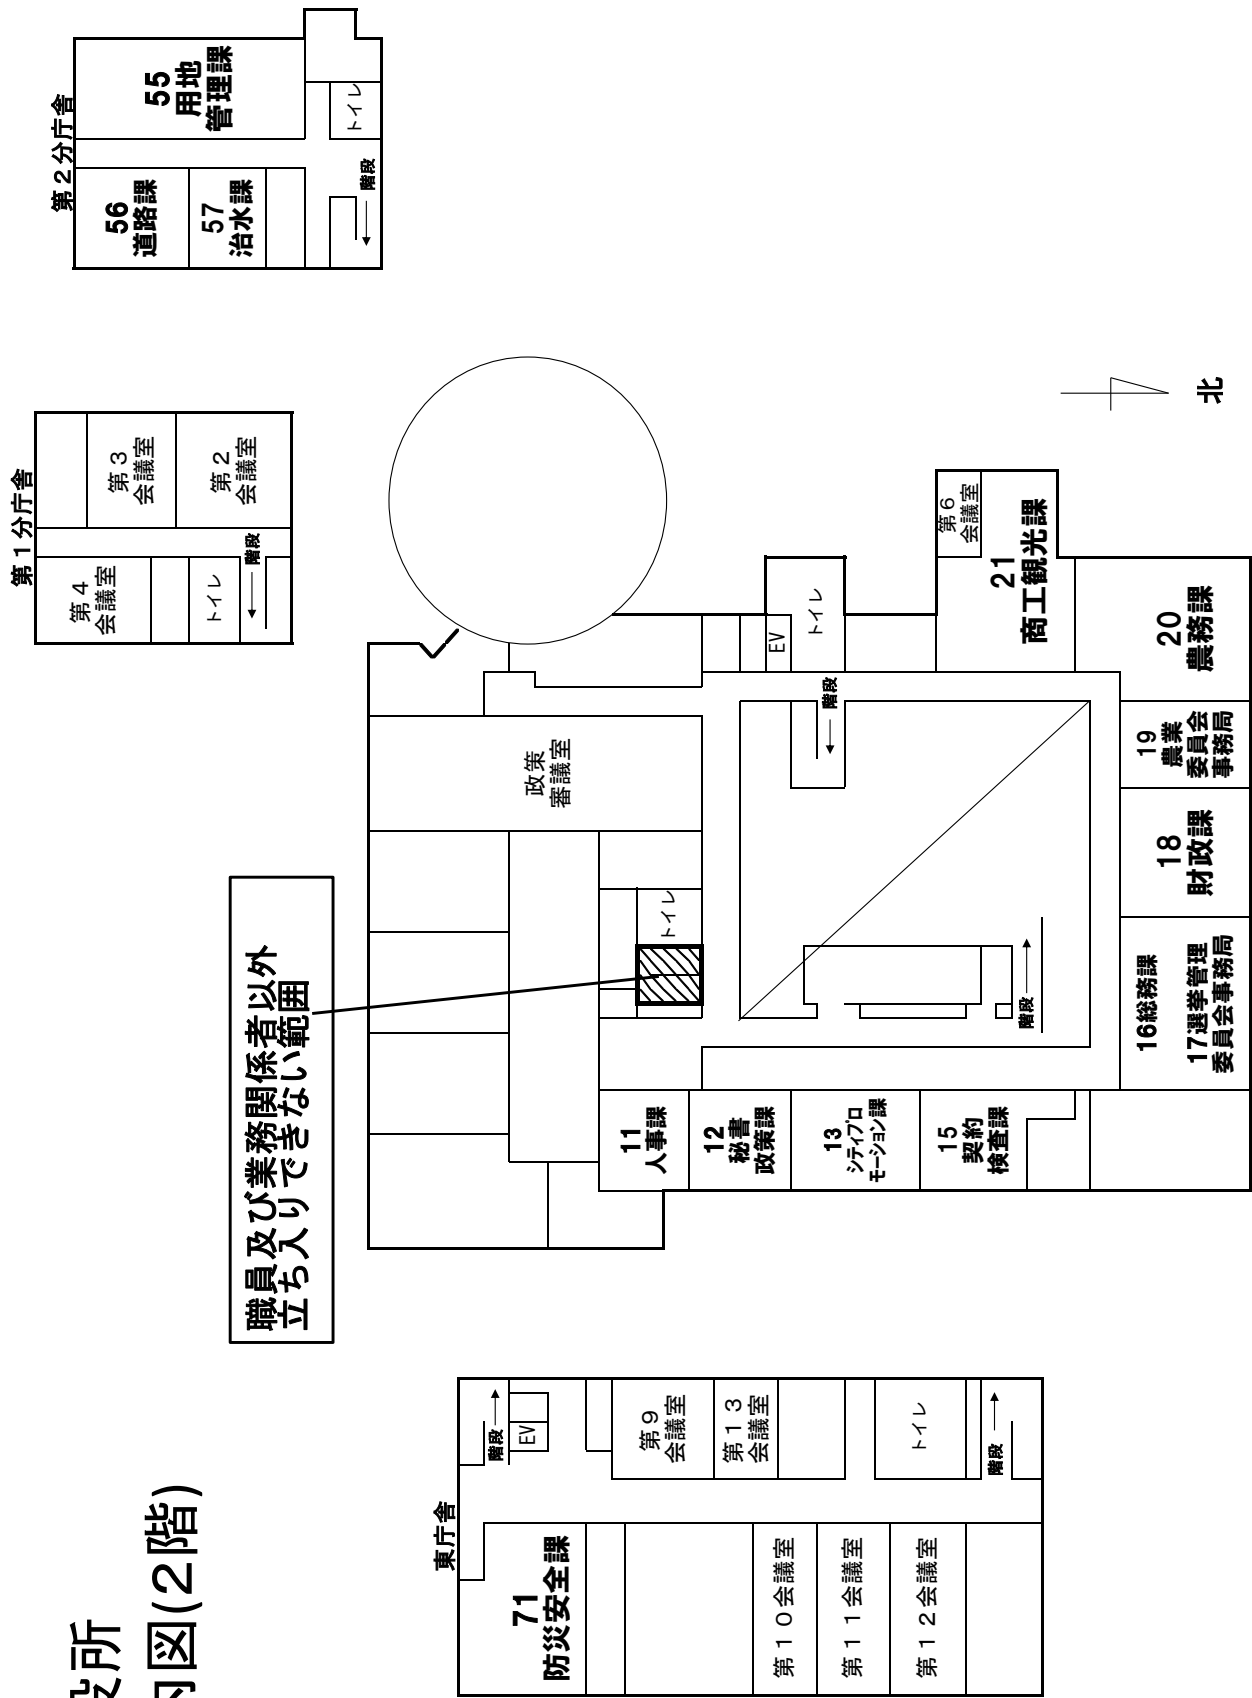 所
図(2階)
東庁舎
71
防災安全課
第10会議室
第11会議室
第12会議室
階段
EV
第9
会議室
第13
会議室
トイレ
階段
職員及び業務関係者以外
立ち入りできない範囲
11
人事課
12
秘書
政策課
13
シティプロ
モーション課
15
契約
検査課
トイレ
政策
審議室
階段
階段
EV
トイレ
16総務課
17選挙管理
委員会事務局
18
財政課
19
農業
委員会
事務局
20
農務課
21
商工観光課
第6
会議室
北
第1分庁舎
第4
会議室
トイレ
階段
第3
会議室
第2
会議室
第2分庁舎
56
道路課
57
治水課
階段
55
用地
管理課
トイレ